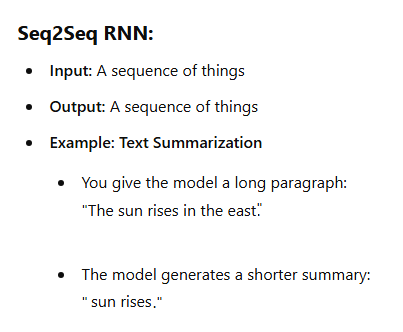 Seq2Seq RNN:
Input: A sequence of things
Output: A sequence of things
Example: Text Summarization
You give the model a long paragraph:
"The sun rises in the east."
The model generates a shorter summary:
" sun rises."